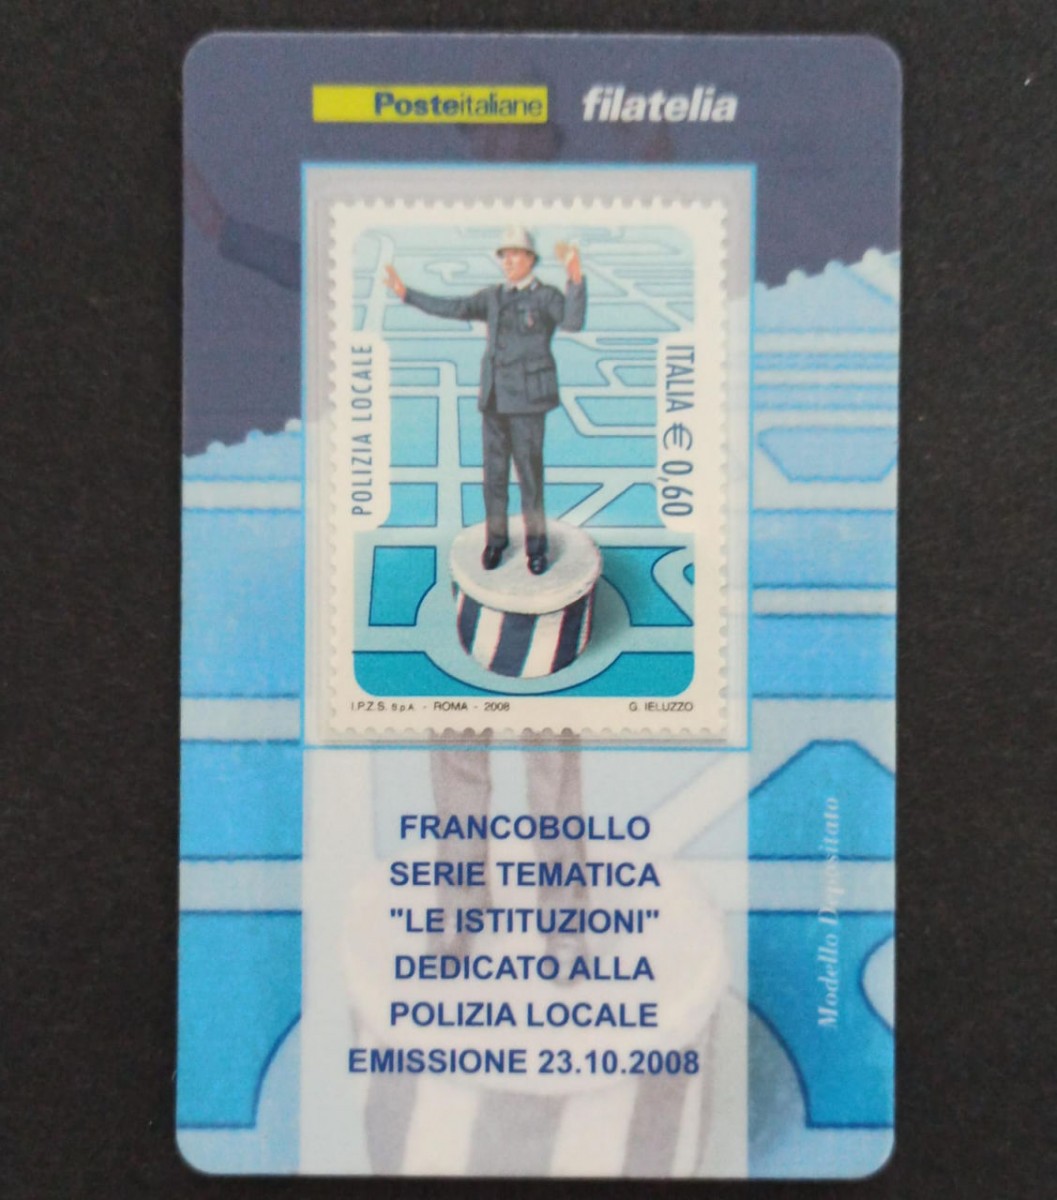 Posteitaliane filatelia
POLIZIA LOCALE
ITALIA € 0,60
I.P.Z.S. S.p.A. - ROMA - 2008 G. IELUZZO
FRANCOBOLLO
SERIE TEMATICA
"LE ISTITUZIONI"
DEDICATO ALLA
POLIZIA LOCALE
EMISSIONE 23.10.2008
Modello Depositato